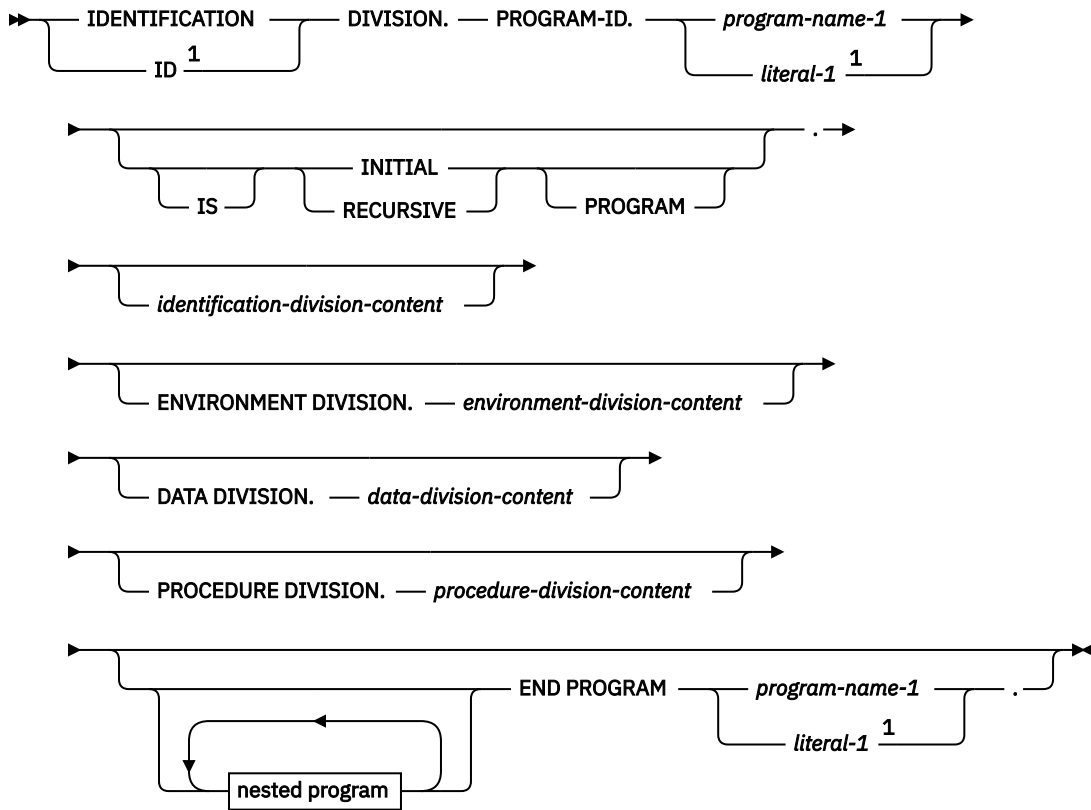 IDENTIFICATION DIVISION. PROGRAM-ID. program-name-1
ID 1 literal-1 1
.
INITIAL
IS RECURSIVE PROGRAM
identification-division-content
ENVIRONMENT DIVISION. environment-division-content
DATA DIVISION. data-division-content
PROCEDURE DIVISION. procedure-division-content
END PROGRAM program-name-1 .
literal-1 1
nested program